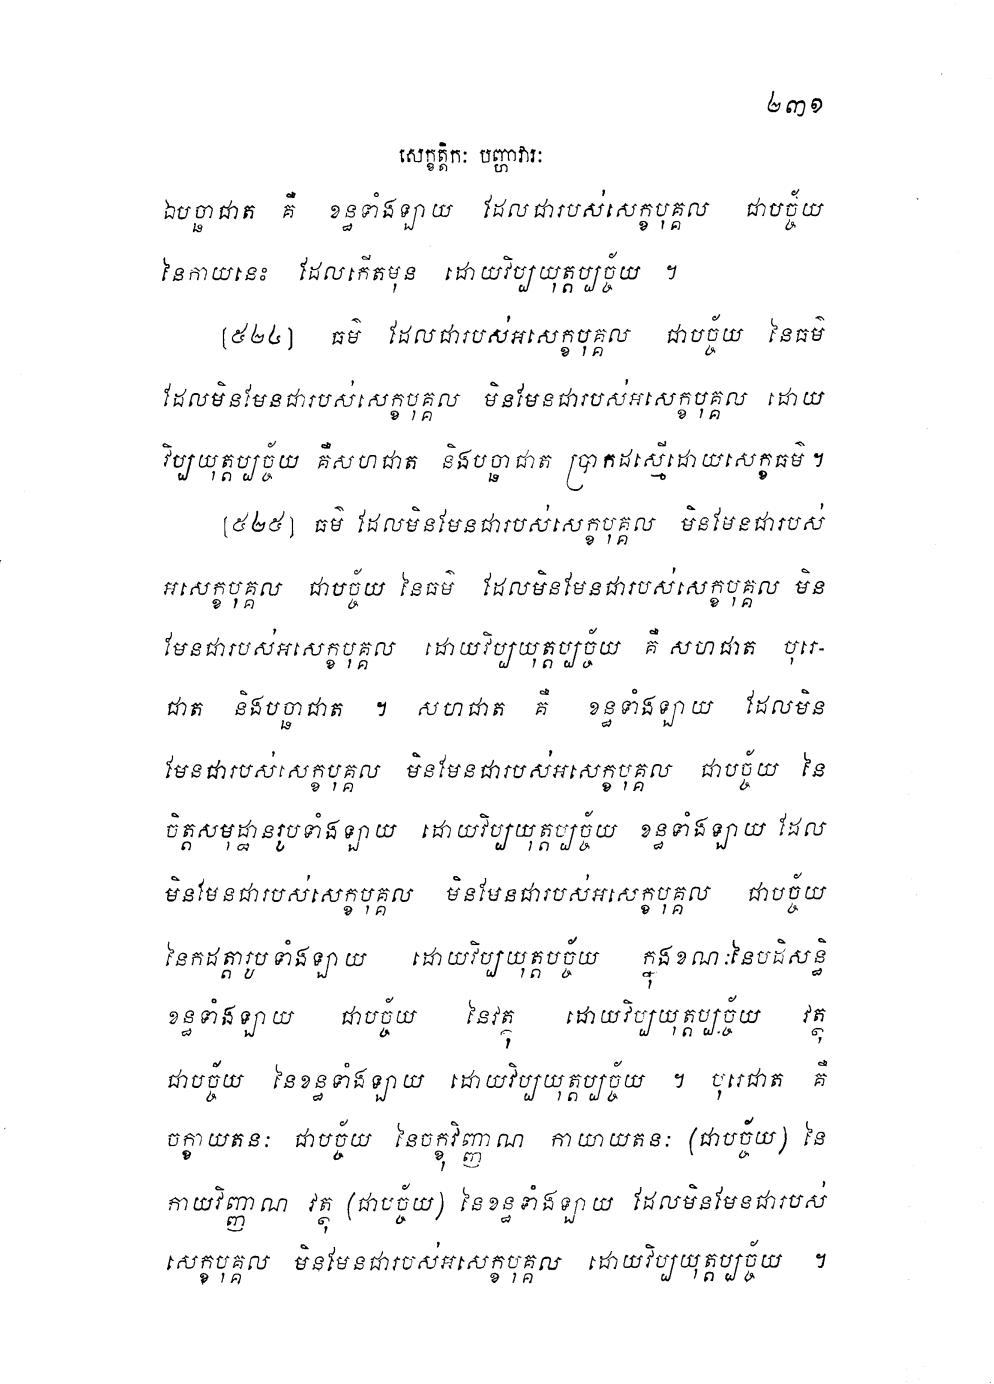 ២៣១
សេក្ខត្តិកៈ បញ្ហាវារៈ
ឯបច្ឆាជាត គឺ ខន្ធទាំងឡាយ ដែលជារបស់សេក្ខបុគ្គល ជាបច្ច័យ
នៃកាយនេះ ដែលកើតមុន ដោយវិប្បយុត្តប្បច្ច័យ ។
[៥២៤] ធម៌ ដែលជារបស់អសេក្ខបុគ្គល ជាបច្ច័យ នៃធម៌
ដែលមិនមែនជារបស់សេក្ខបុគ្គល មិនមែនជារបស់អសេក្ខបុគ្គល ដោយ
វិប្បយុត្តប្បច្ច័យ គឺសហជាត និងបច្ឆាជាត ប្រាកដស្មើដោយសេក្ខធម៌ ។
[៥២៥] ធម៌ ដែលមិនមែនជារបស់សេក្ខបុគ្គល មិនមែនជារបស់
អសេក្ខបុគ្គល ជាបច្ច័យ នៃធម៌ ដែលមិនមែនជារបស់សេក្ខបុគ្គល មិន
មែនជារបស់អសេក្ខបុគ្គល ដោយវិប្បយុត្តប្បច្ច័យ គឺ សហជាត បុរេ-
ជាត និងបច្ឆាជាត ។ សហជាត គឺ ខន្ធទាំងឡាយ ដែលមិន
មែនជារបស់សេក្ខបុគ្គល មិនមែនជារបស់អសេក្ខបុគ្គល ជាបច្ច័យ នៃ
ចិត្តសមុដ្ឋានរូបទាំងឡាយ ដោយវិប្បយុត្តប្បច្ច័យ ខន្ធទាំងឡាយ ដែល
មិនមែនជារបស់សេក្ខបុគ្គល មិនមែនជារបស់អសេក្ខបុគ្គល ជាបច្ច័យ
នៃកដត្តារូបទាំងឡាយ ដោយវិប្បយុត្តបច្ច័យ ក្នុងខណៈនៃបដិសន្ធិ
ខន្ធទាំងឡាយ ជាបច្ច័យ នៃវត្ថុ ដោយវិប្បយុត្តប្បច្ច័យ វត្ថុ
ជាបច្ច័យ នៃខន្ធទាំងឡាយ ដោយវិប្បយុត្តប្បច្ច័យ ។ បុរេជាត គឺ
ចក្ខាយតនៈ ជាបច្ច័យ នៃចក្ខុវិញ្ញាណ កាយាយតនៈ (ជាបច្ច័យ) នៃ
កាយវិញ្ញាណ វត្ថុ (ជាបច្ច័យ) នៃខន្ធទាំងឡាយ ដែលមិនមែនជារបស់
សេក្ខបុគ្គល មិនមែនជារបស់អសេក្ខបុគ្គល ដោយវិប្បយុត្តប្បច្ច័យ ។